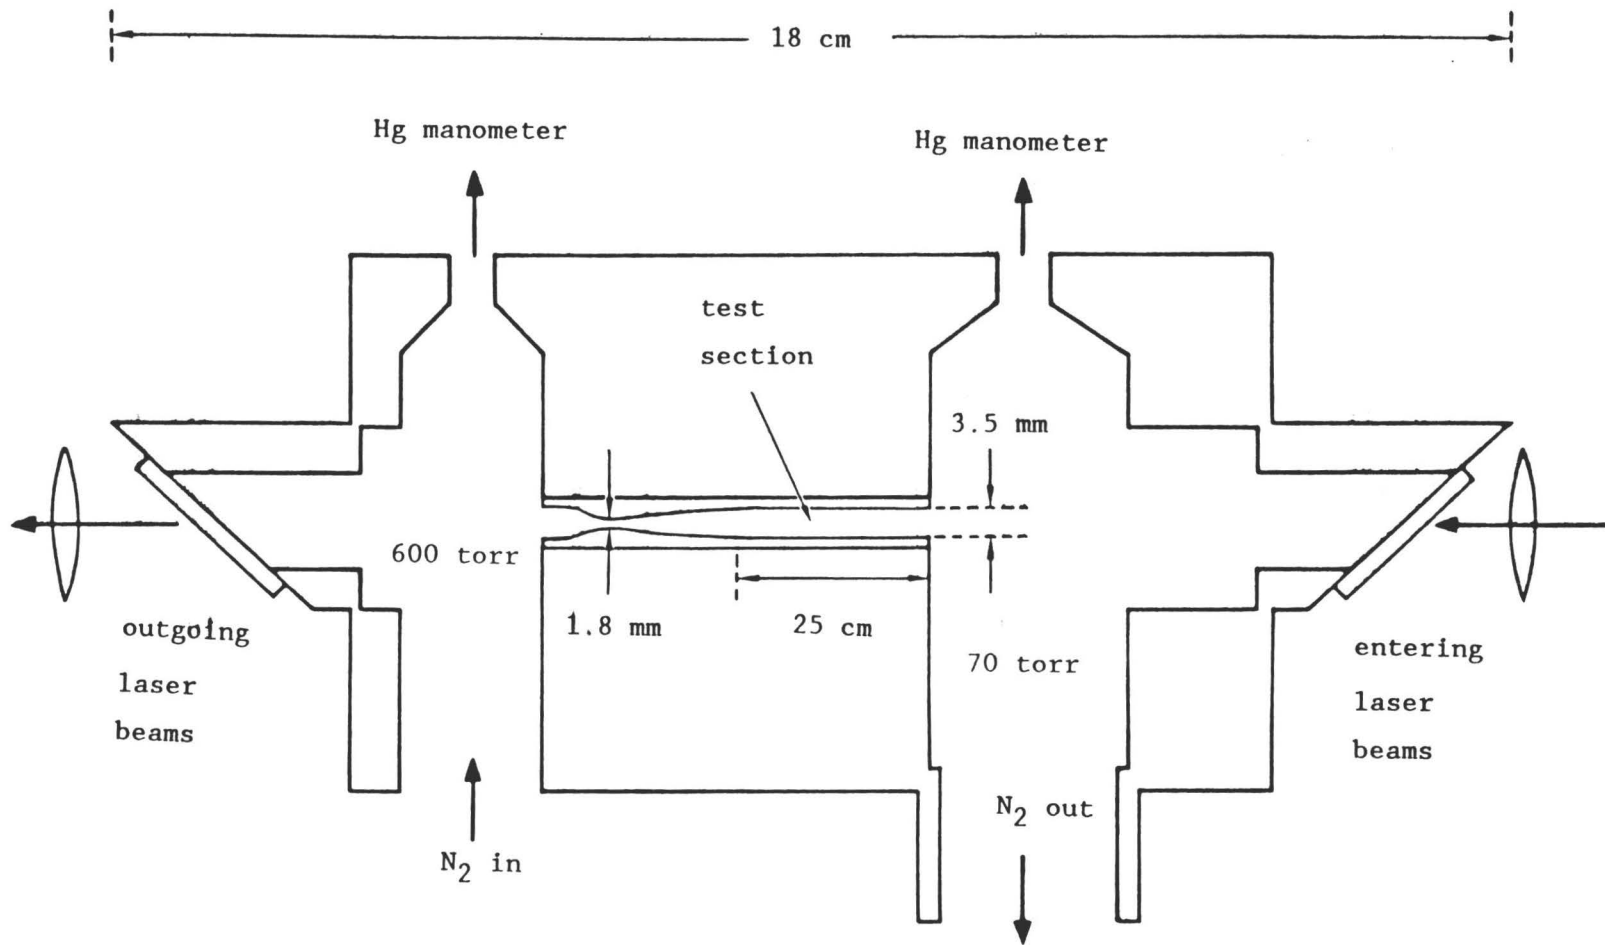 18 cm
Hg manometer
Hg manometer
test
section
3.5 mm
600 torr
1.8 mm
25 cm
70 torr
outgoing
laser
beams
entering
laser
beams
N₂ in
N₂ out